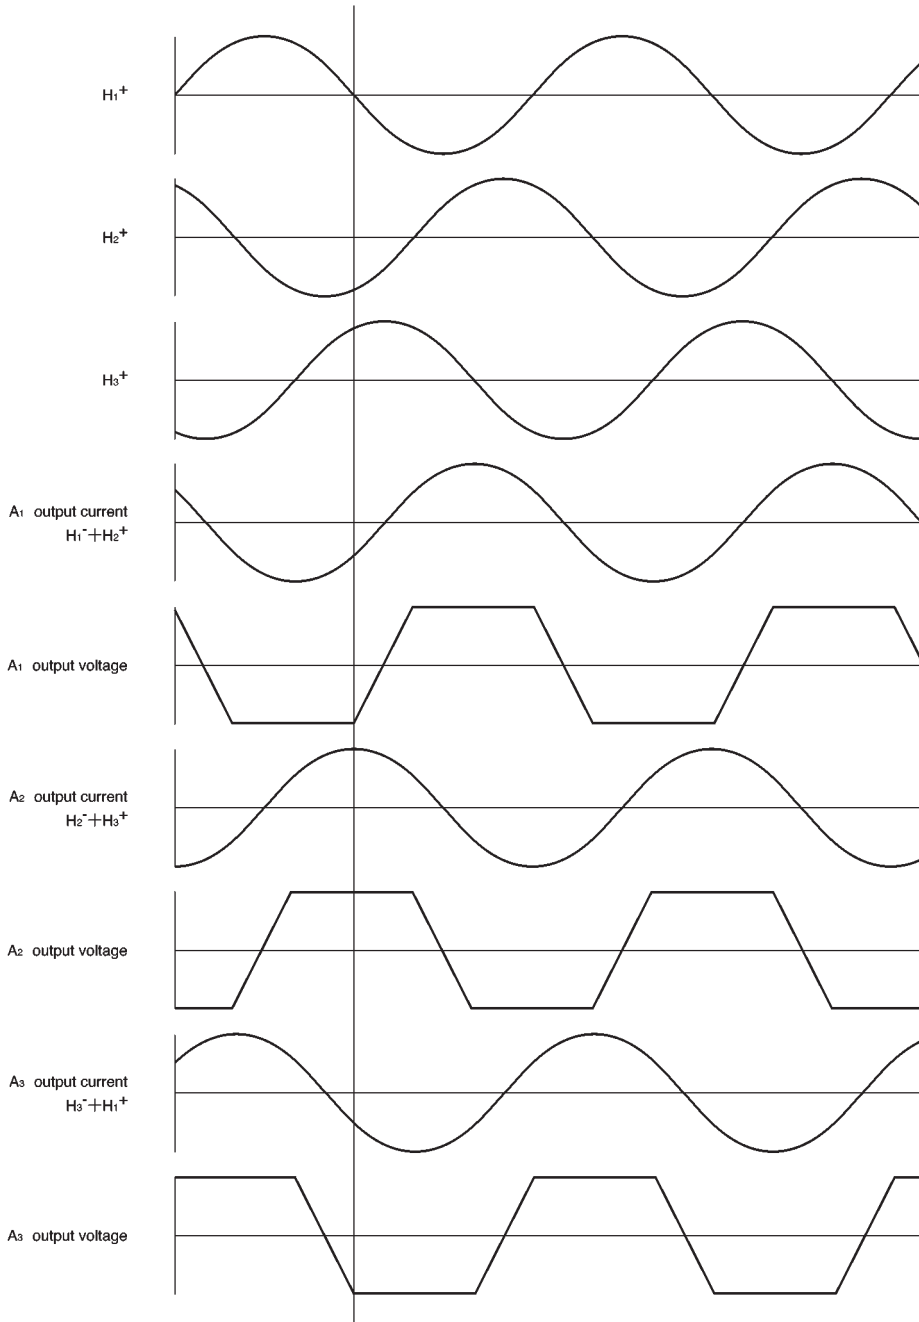 H₁⁺
H₂⁺
H₃⁺
A₁ output current
H₁⁻+H₂⁺
A₁ output voltage
A₂ output current
H₂⁻+H₃⁺
A₂ output voltage
A₃ output current
H₃⁻+H₁⁺
A₃ output voltage